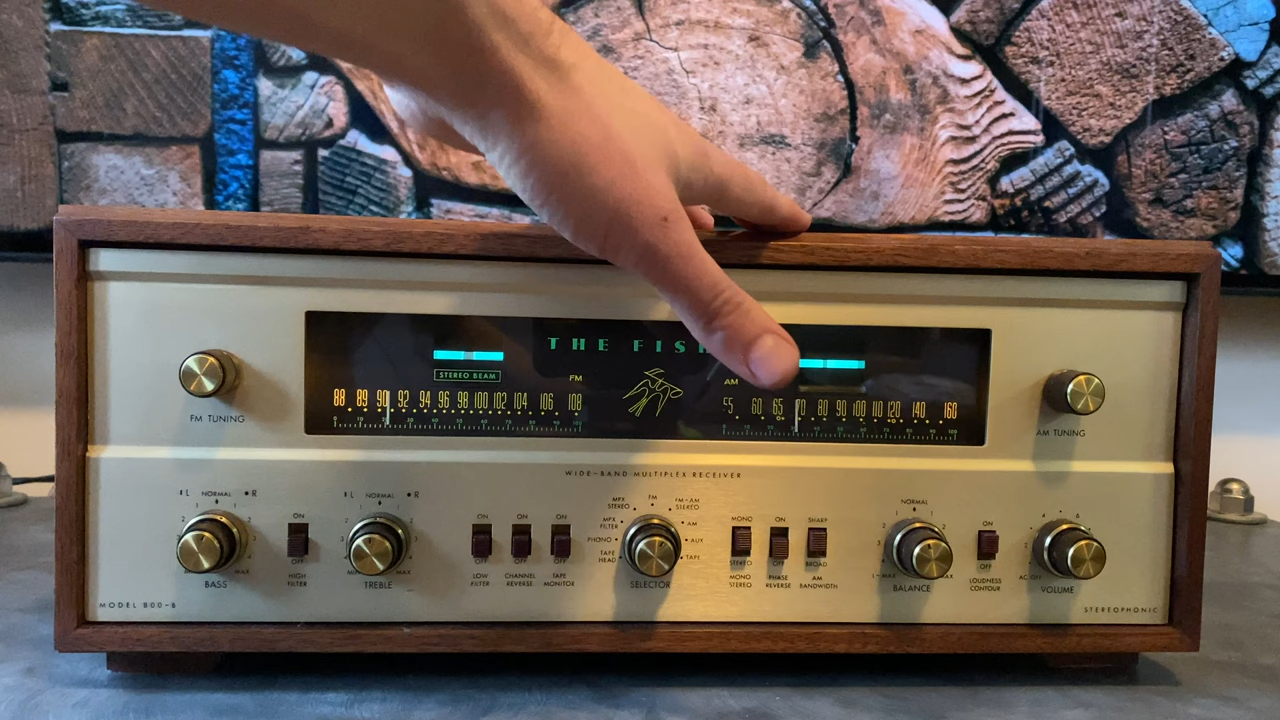 THE FIS
STEREO BEAM
FM
AM
88 89 90 92 94 96 98 100 102 104 106 108
55 60 65 70 80 90 100 110 120 140 160
FM TUNING
AM TUNING
WIDE-BAND MULTIPLEX RECEIVER
L NORMAL R
L NORMAL R
MPX STEREO
FM
FM-AM STEREO
MPX FILTER
AM
PHONO
AUX
TAPE HEAD
TAPE
SELECTOR
MAX
BASS
ON
OFF
HIGH FILTER
MIN
MAX
TREBLE
ON
OFF
LOW FILTER
ON
OFF
CHANNEL REVERSE
ON
OFF
TAPE MONITOR
MONO
STEREO
MONO STEREO
ON
OFF
PHASE REVERSE
SHARP
BROAD
AM BANDWIDTH
NORMAL
L-MAX
BALANCE
ON
OFF
LOUDNESS CONTOUR
AC-OFF
VOLUME
MODEL 800-B
STEREOPHONIC